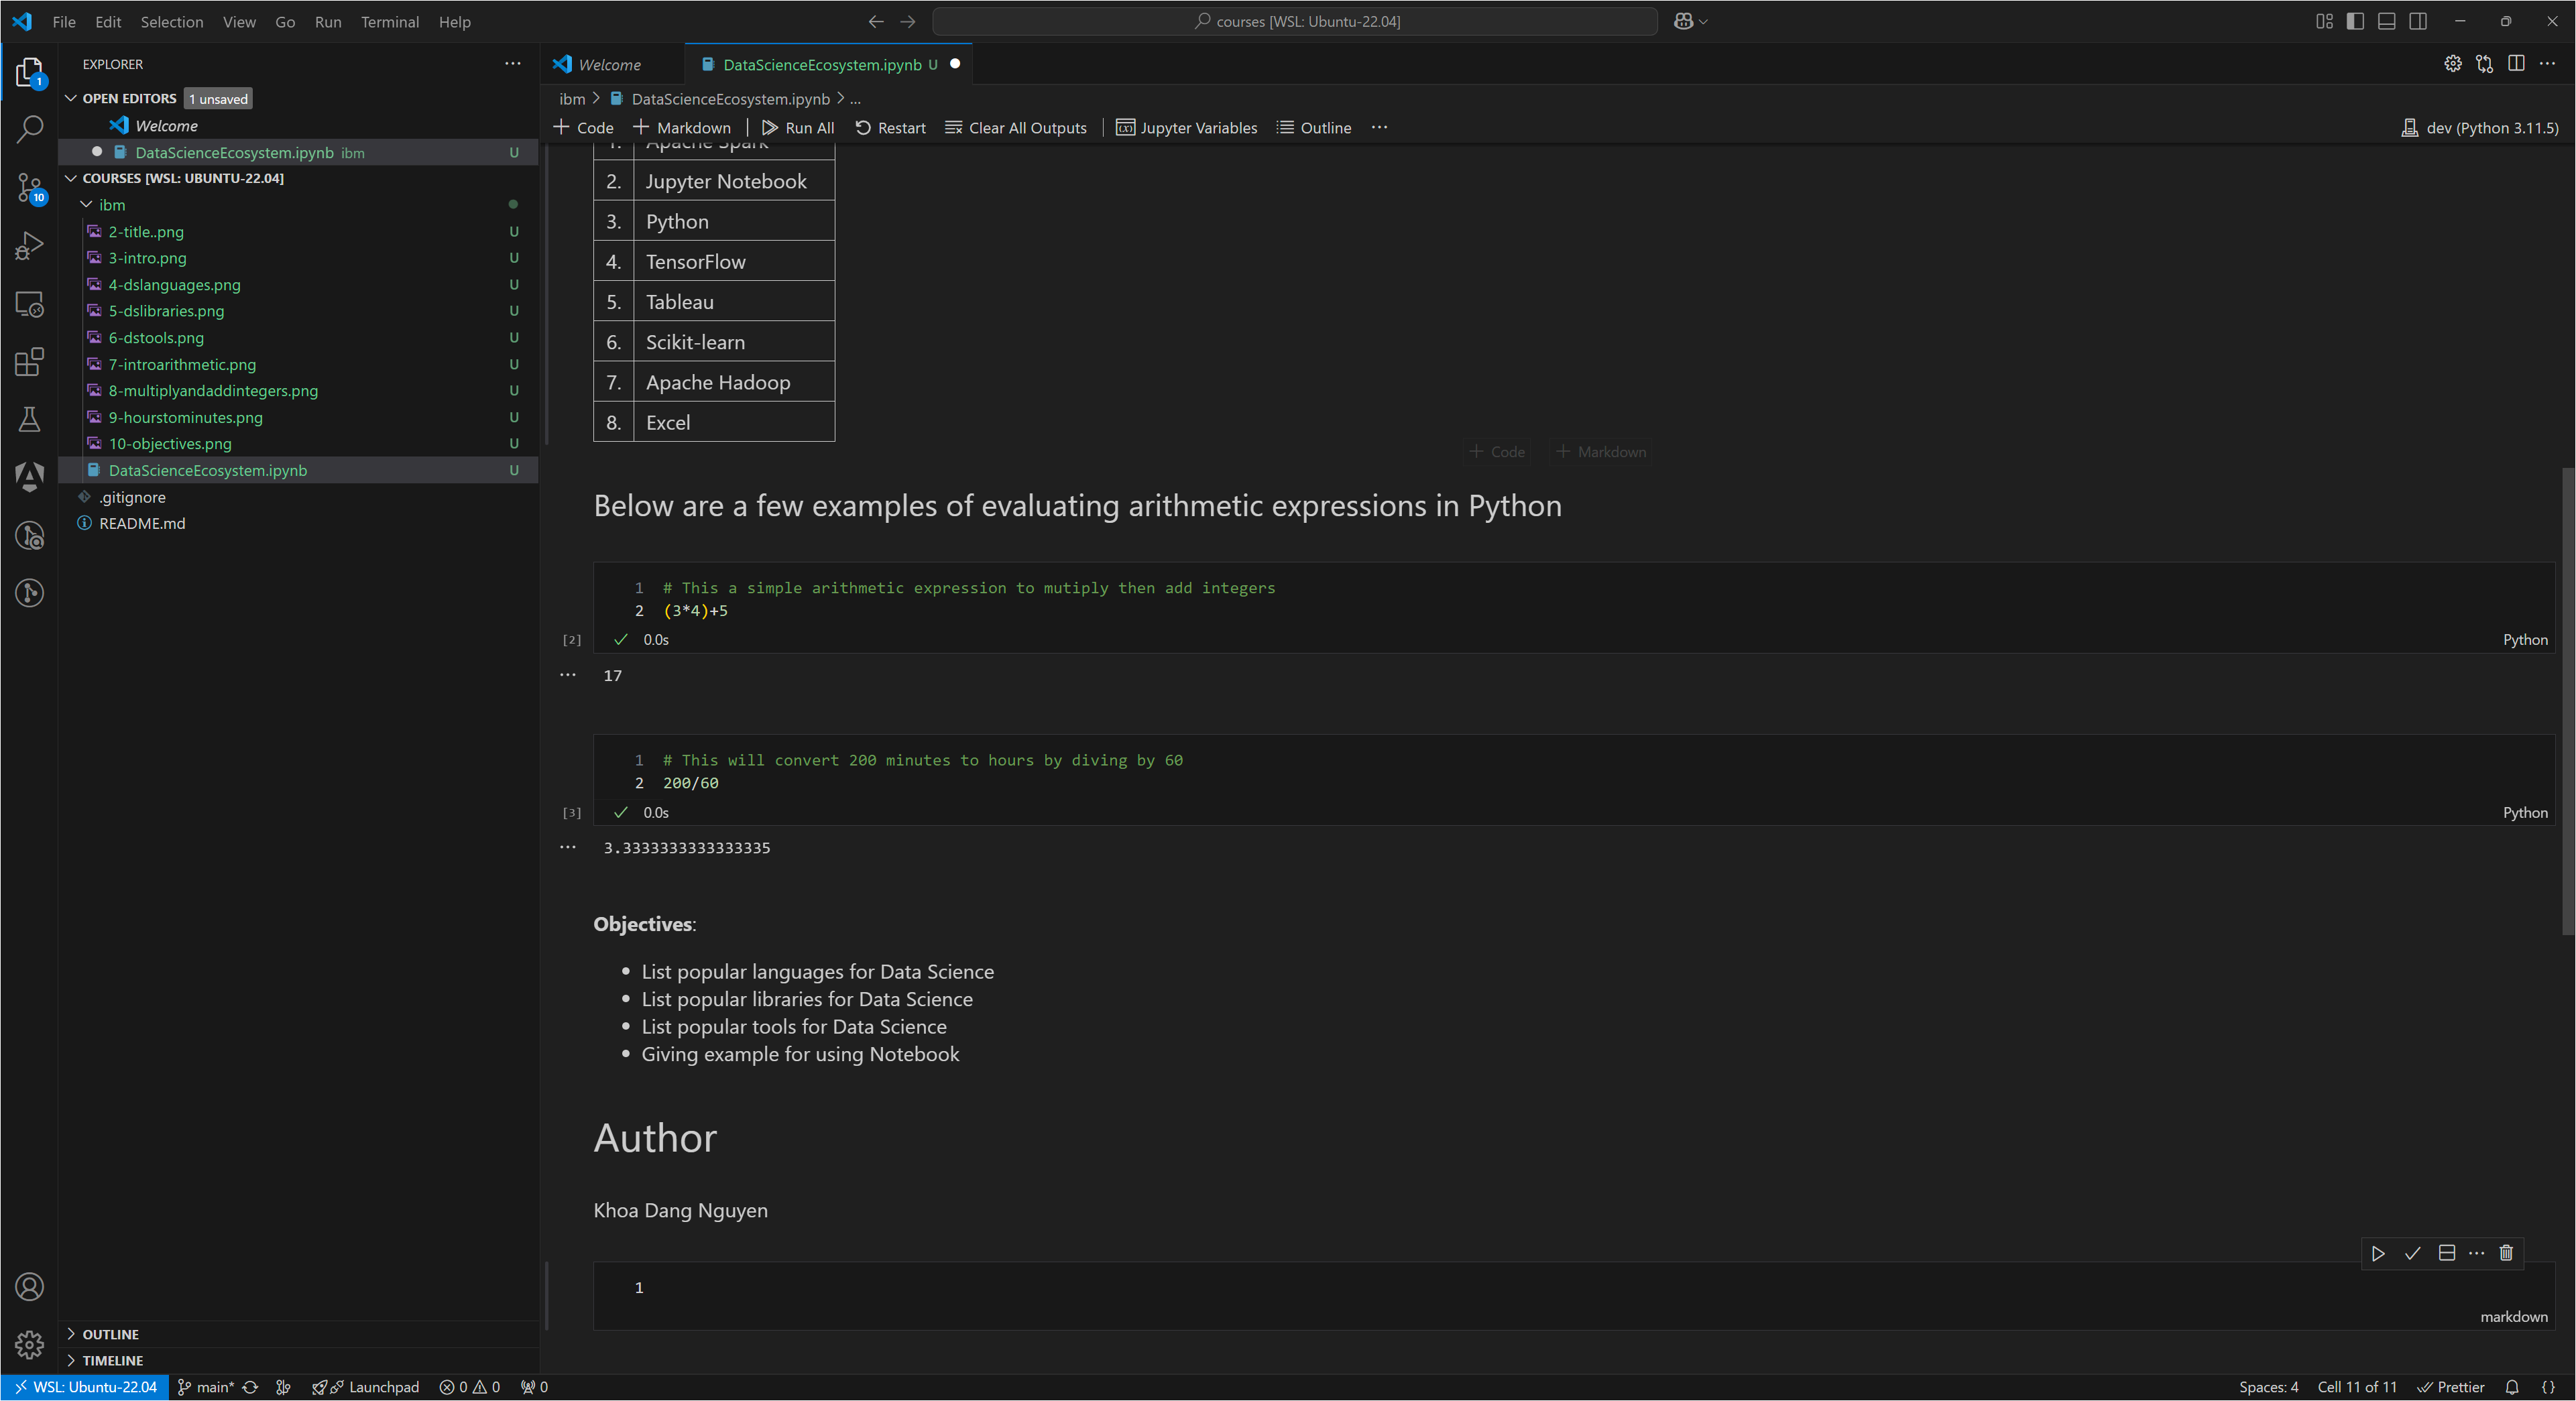 File Edit Selection View Go Run Terminal Help
courses [WSL: Ubuntu-22.04]
EXPLORER
OPEN EDITORS 1 unsaved
Welcome
DataScienceEcosystem.ipynb ibm U
COURSES [WSL: UBUNTU-22.04]
ibm
2-title..png U
3-intro.png U
4-dslanguages.png U
5-dslibraries.png U
6-dstools.png U
7-introarithmetic.png U
8-multiplyandaddintegers.png U
9-hourstominutes.png U
10-objectives.png U
DataScienceEcosystem.ipynb U
.gitignore
README.md
OUTLINE
TIMELINE
1
10
Welcome DataScienceEcosystem.ipynb U
ibm > DataScienceEcosystem.ipynb > ...
+ Code + Markdown | Run All Restart Clear All Outputs | Jupyter Variables Outline ... dev (Python 3.11.5)
1. Apache Spark
2. Jupyter Notebook
3. Python
4. TensorFlow
5. Tableau
6. Scikit-learn
7. Apache Hadoop
8. Excel
+ Code + Markdown
Below are a few examples of evaluating arithmetic expressions in Python
1 # This a simple arithmetic expression to mutiply then add integers
2 (3*4)+5
[2] 0.0s Python
17
1 # This will convert 200 minutes to hours by diving by 60
2 200/60
[3] 0.0s Python
3.3333333333333335
Objectives:
• List popular languages for Data Science
• List popular libraries for Data Science
• List popular tools for Data Science
• Giving example for using Notebook
Author
Khoa Dang Nguyen
1
markdown
WSL: Ubuntu-22.04 main* Launchpad 0 0 0 Spaces: 4 Cell 11 of 11 Prettier {}